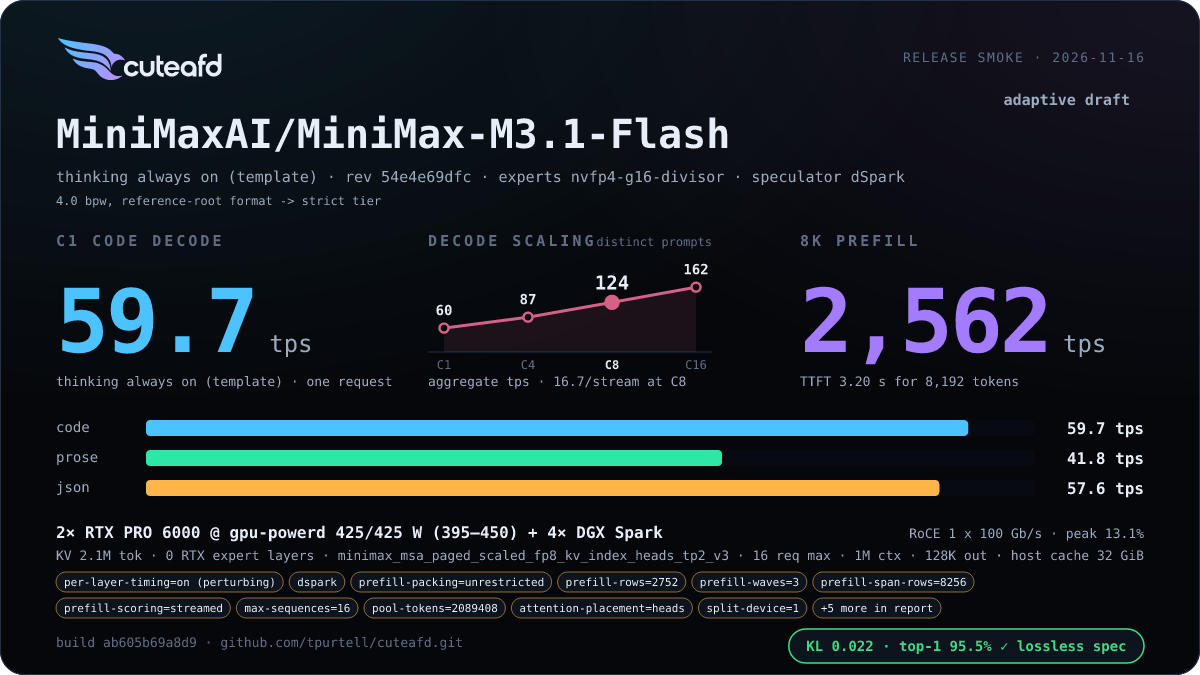 cuteafd
RELEASE SMOKE · 2026-11-16
adaptive draft
MiniMaxAI/MiniMax-M3.1-Flash
thinking always on (template) · rev 54e4e69dfc · experts nvfp4-g16-divisor · speculator dSpark
4.0 bpw, reference-root format -> strict tier
C1 CODE DECODE
59.7 tps
thinking always on (template) · one request
DECODE SCALING distinct prompts
60 87 124 162
C1 C4 C8 C16
aggregate tps · 16.7/stream at C8
8K PREFILL
2,562 tps
TTFT 3.20 s for 8,192 tokens
code 59.7 tps
prose 41.8 tps
json 57.6 tps
2× RTX PRO 6000 @ gpu-powerd 425/425 W (395–450) + 4× DGX Spark
RoCE 1 x 100 Gb/s · peak 13.1%
KV 2.1M tok · 0 RTX expert layers · minimax_msa_paged_scaled_fp8_kv_index_heads_tp2_v3 · 16 req max · 1M ctx · 128K out · host cache 32 GiB
per-layer-timing=on (perturbing) dspark prefill-packing=unrestricted prefill-rows=2752 prefill-waves=3 prefill-span-rows=8256
prefill-scoring=streamed max-sequences=16 pool-tokens=2089408 attention-placement=heads split-device=1 +5 more in report
build ab605b69a8d9 · github.com/tpurtell/cuteafd.git
KL 0.022 · top-1 95.5% ✓ lossless spec